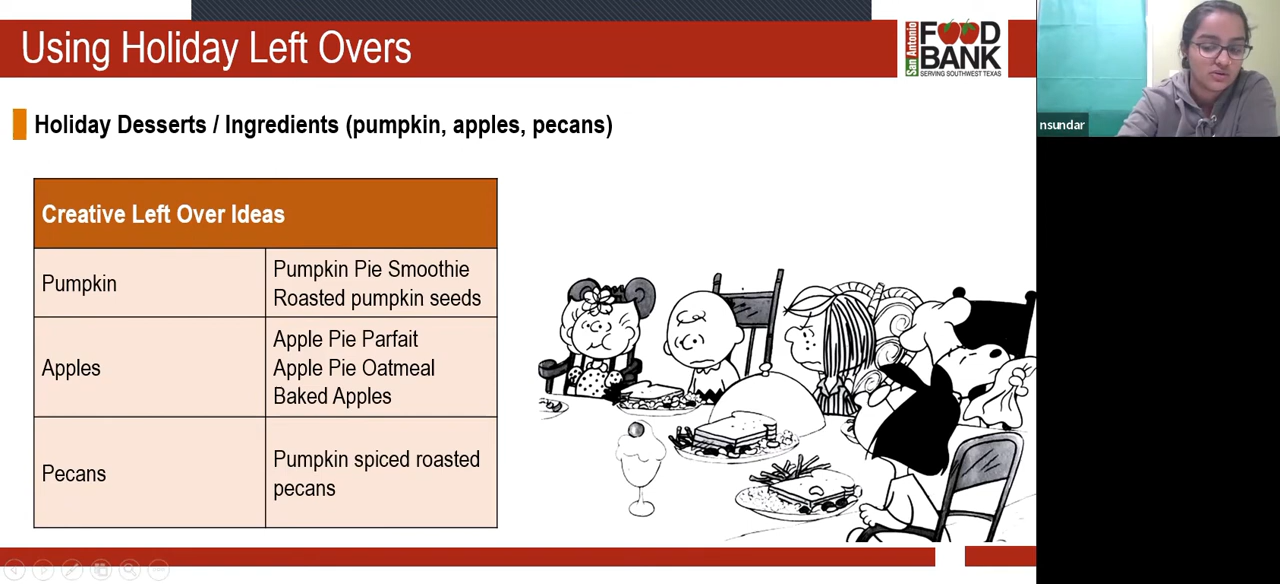 Using Holiday Left Overs
San Antonio
FOOD
BANK
SERVING SOUTHWEST TEXAS
nsundar
Holiday Desserts / Ingredients (pumpkin, apples, pecans)
Creative Left Over Ideas
Pumpkin
Pumpkin Pie Smoothie
Roasted pumpkin seeds
Apples
Apple Pie Parfait
Apple Pie Oatmeal
Baked Apples
Pecans
Pumpkin spiced roasted
pecans